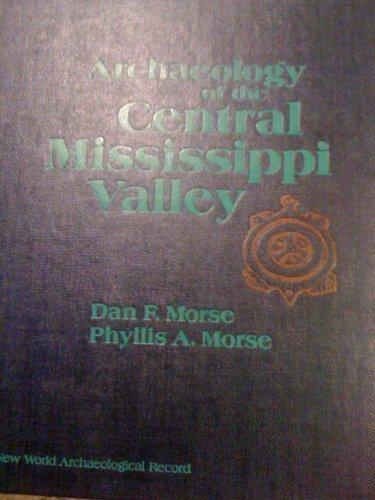 Archaeology
of the
Central
Mississippi
Valley
Dan F. Morse
Phyllis A. Morse
New World Archaeological Record